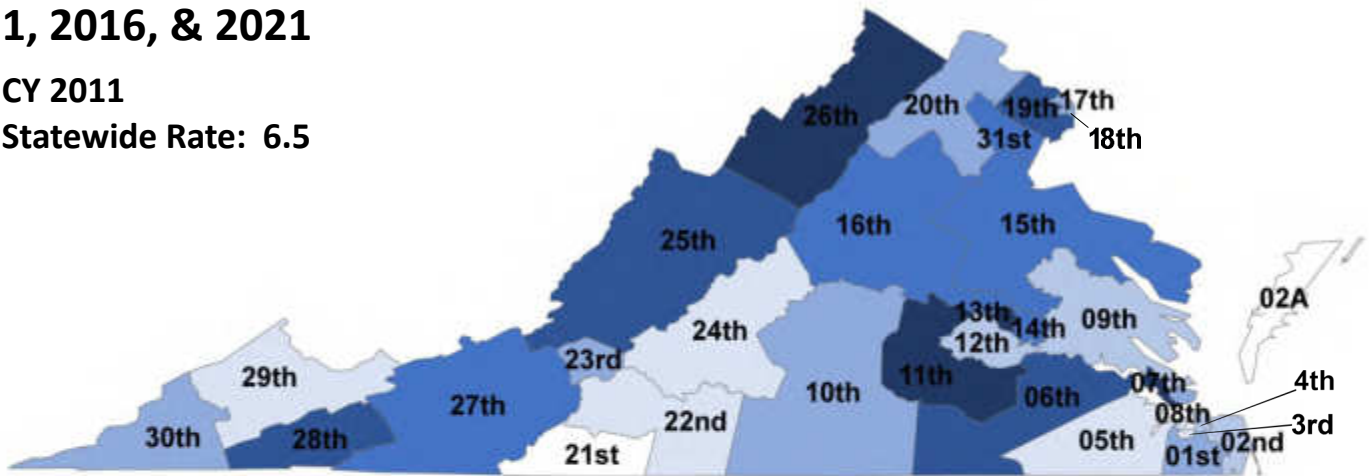 1, 2016, & 2021
CY 2011
Statewide Rate: 6.5
26th
20th
19th
17th
31st
18th
25th
16th
15th
02A
13th
14th
09th
12th
24th
23rd
29th
11th
07th
4th
27th
10th
06th
08th
3rd
30th
28th
22nd
05th
02nd
21st
01st